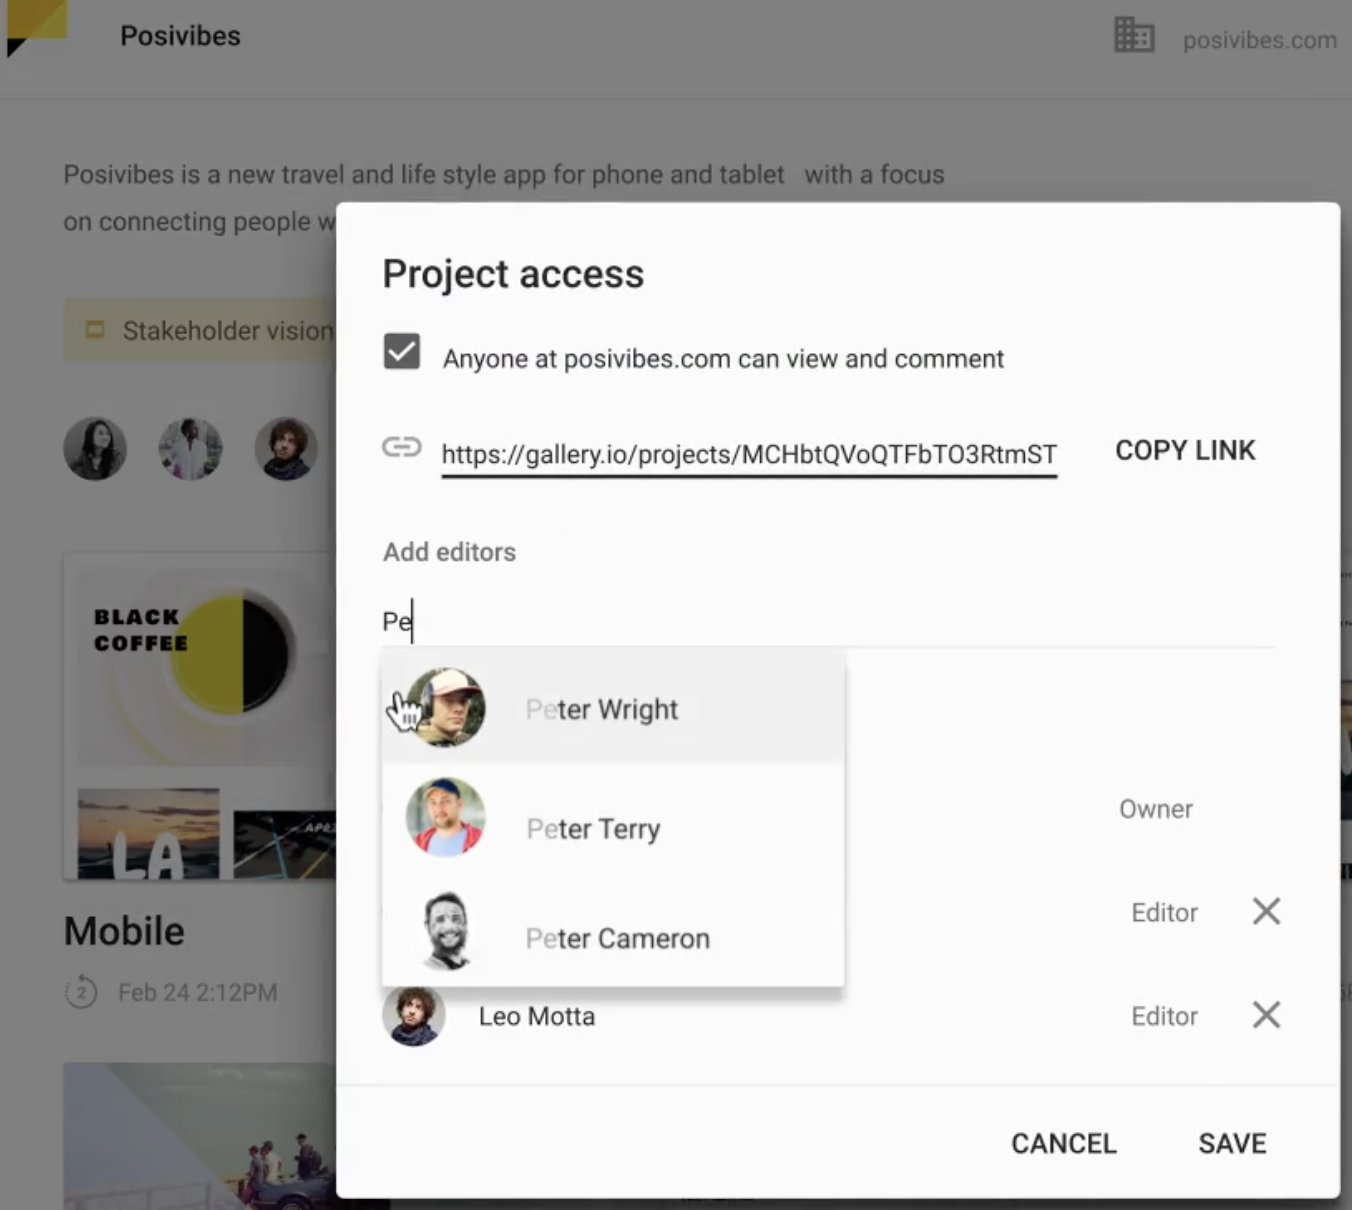 Posivibes
posivibes.com
Posivibes is a new travel and life style app for phone and tablet with a focus
on connecting people w
Stakeholder vision
Project access
Anyone at posivibes.com can view and comment
https://gallery.io/projects/MCHbtQVoQTFbTO3RtmST
COPY LINK
Add editors
Pe
BLACK
COFFEE
Peter Wright
Peter Terry
Owner
LA
Peter Cameron
Editor
Mobile
2
Feb 24 2:12PM
Leo Motta
Editor
CANCEL
SAVE